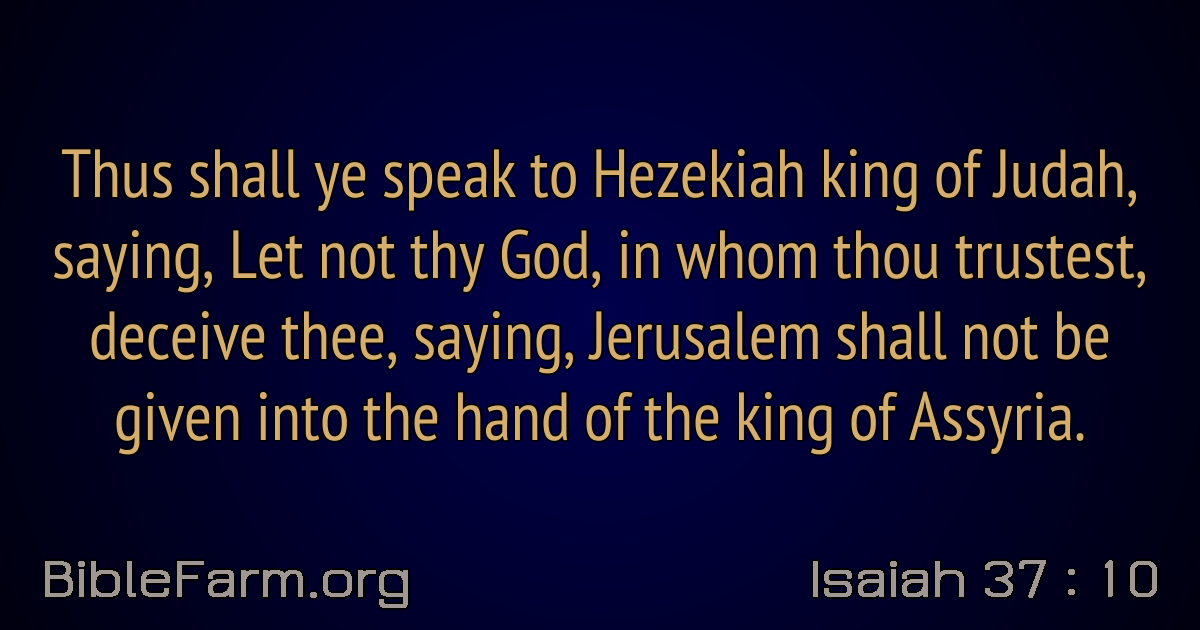 Thus shall ye speak to Hezekiah king of Judah,
saying, Let not thy God, in whom thou trustest,
deceive thee, saying, Jerusalem shall not be
given into the hand of the king of Assyria.
BibleFarm.org
Isaiah 37 : 10